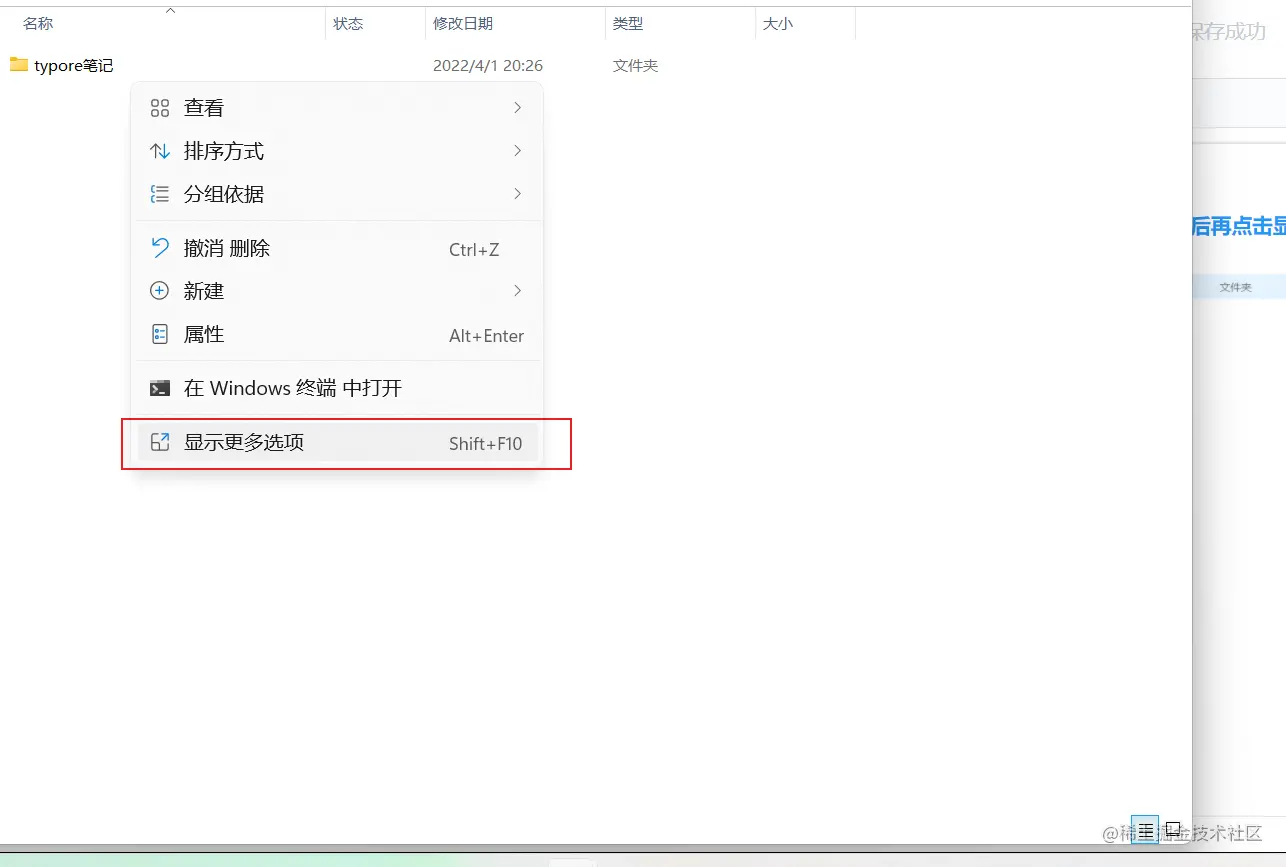 名称 状态 修改日期 类型 大小
保存成功
typore笔记 2022/4/1 20:26 文件夹
查看
排序方式
分组依据
撤消 删除 Ctrl+Z
新建
属性 Alt+Enter
在 Windows 终端 中打开
显示更多选项 Shift+F10
后再点击显
文件夹
@稀土掘金技术社区